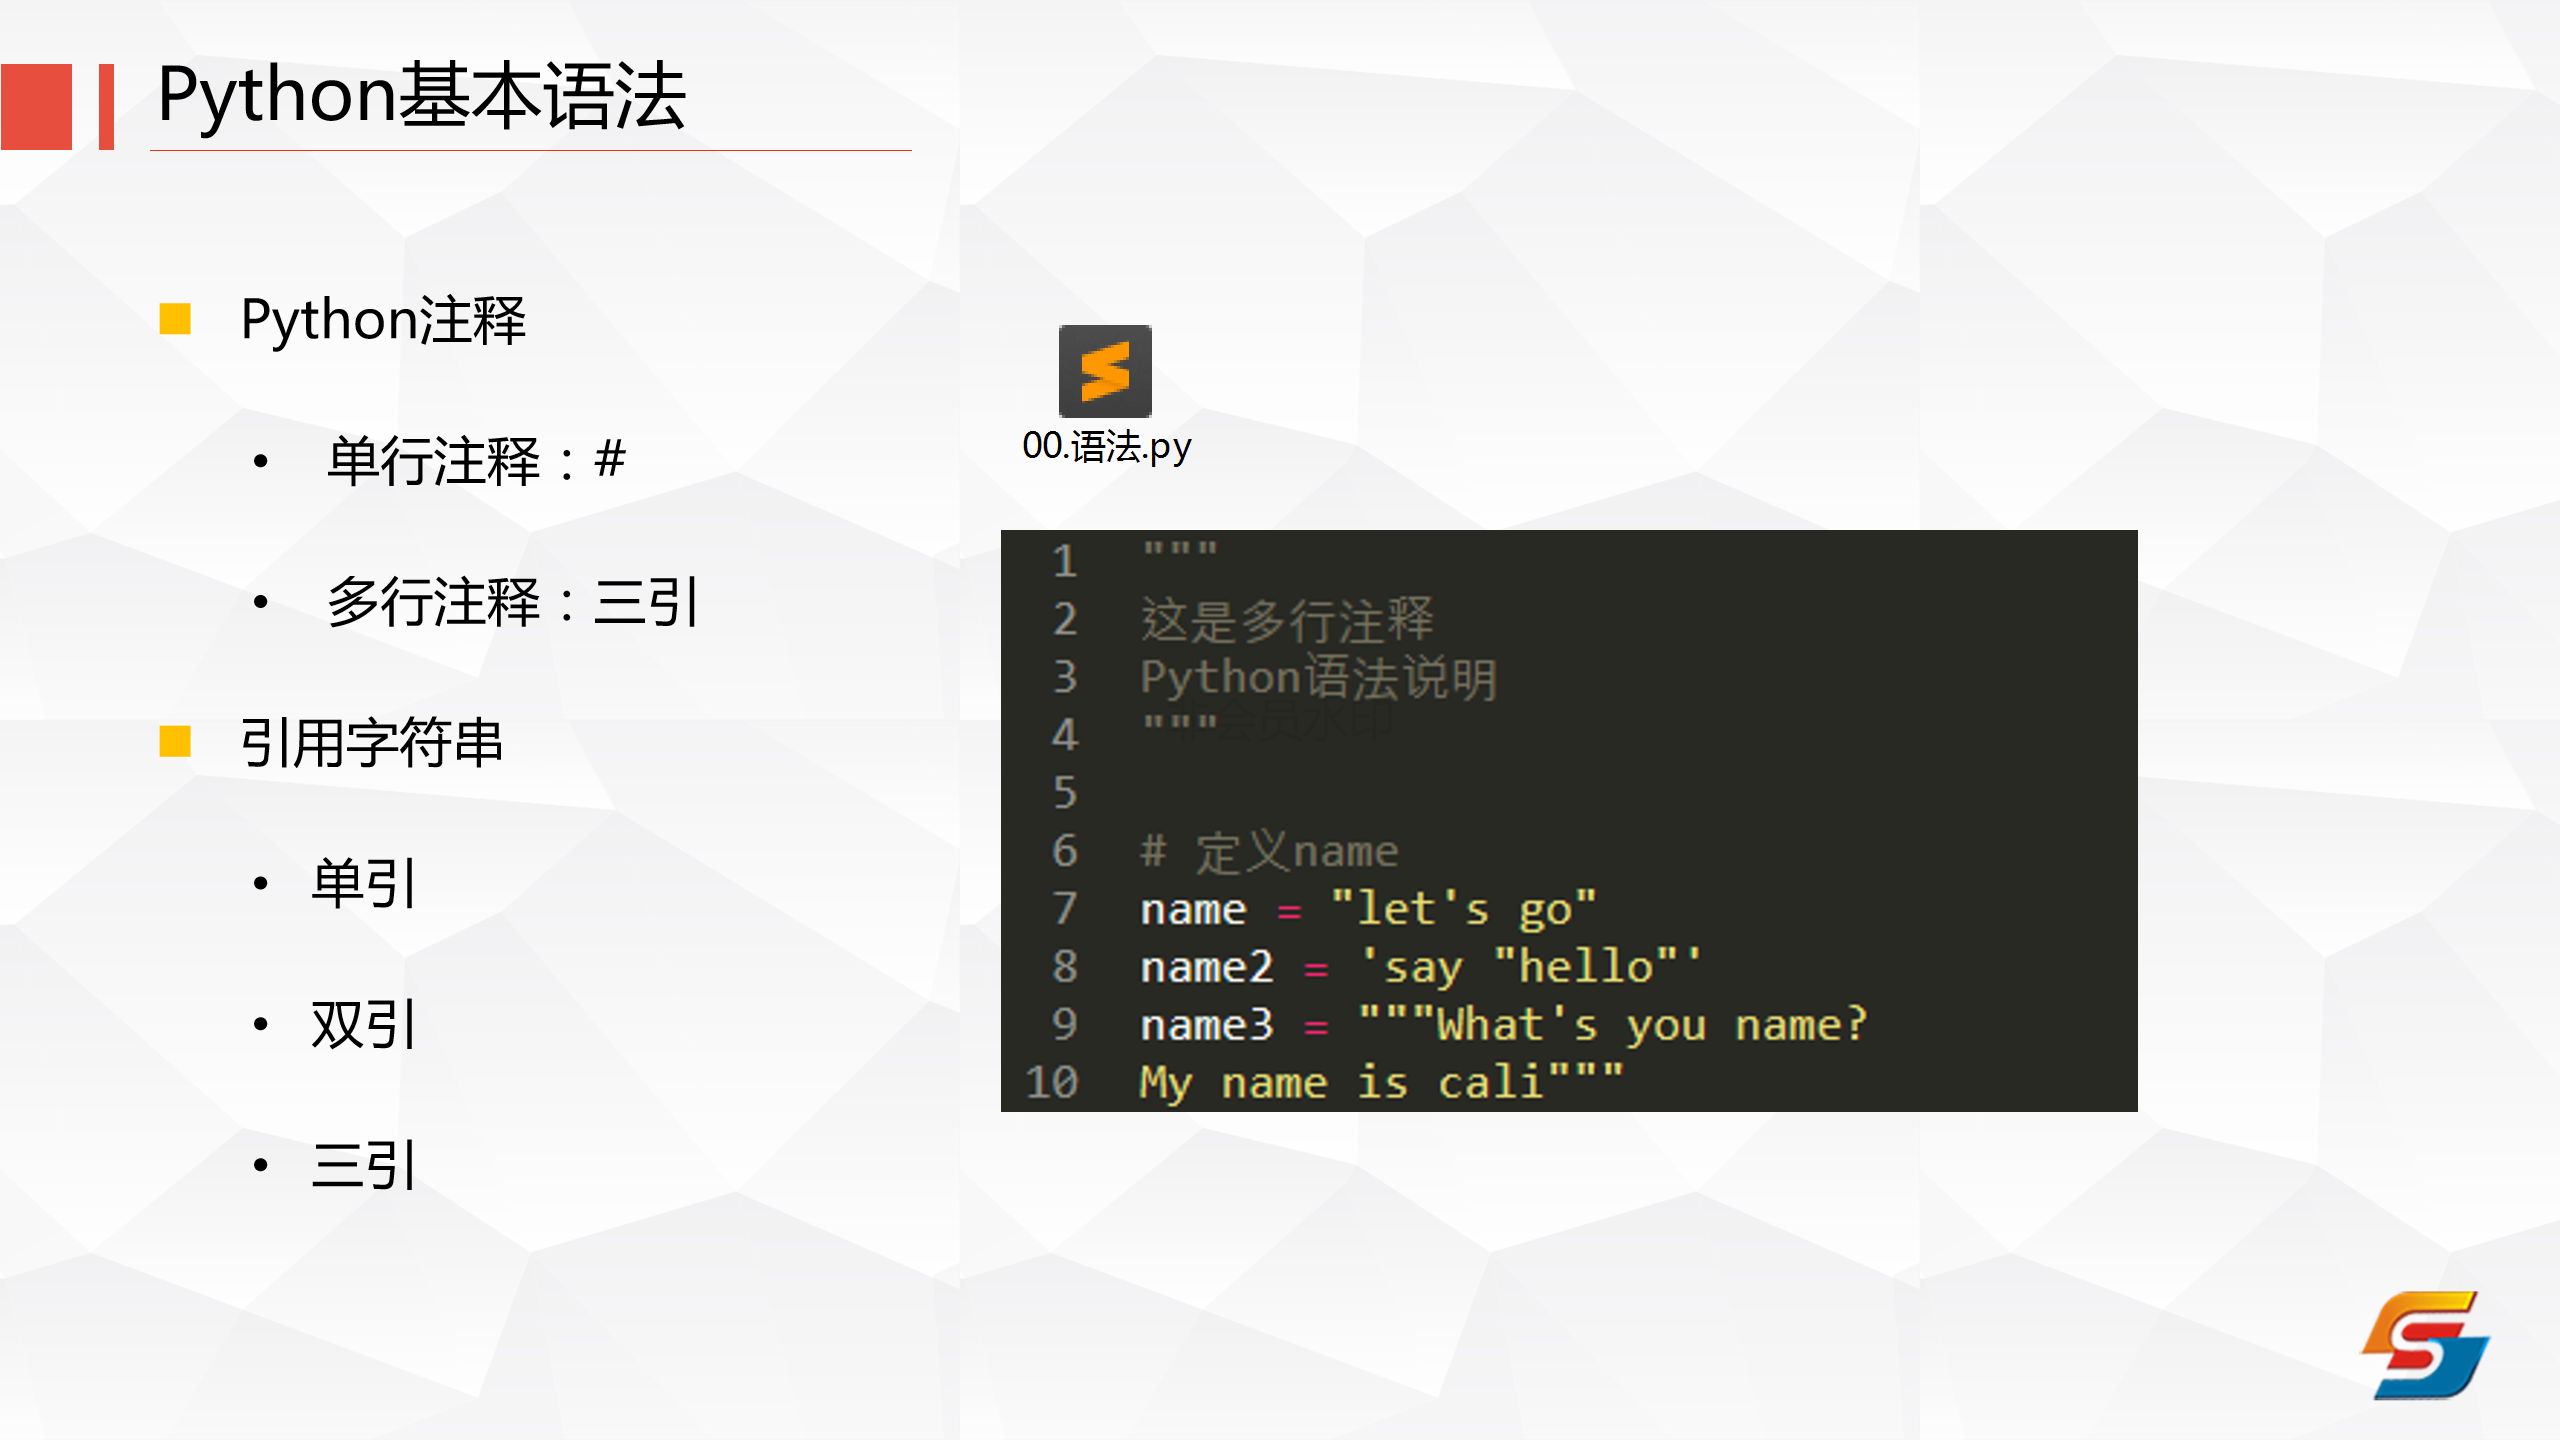 Python基本语法
Python注释
• 单行注释：#
• 多行注释：三引
引用字符串
• 单引
• 双引
• 三引
00.语法.py
1 """
2 这是多行注释
3 Python语法说明
4 """
非会员水印
5
6 # 定义name
7 name = "let's go"
8 name2 = 'say "hello"'
9 name3 = """What's you name?
10 My name is cali"""